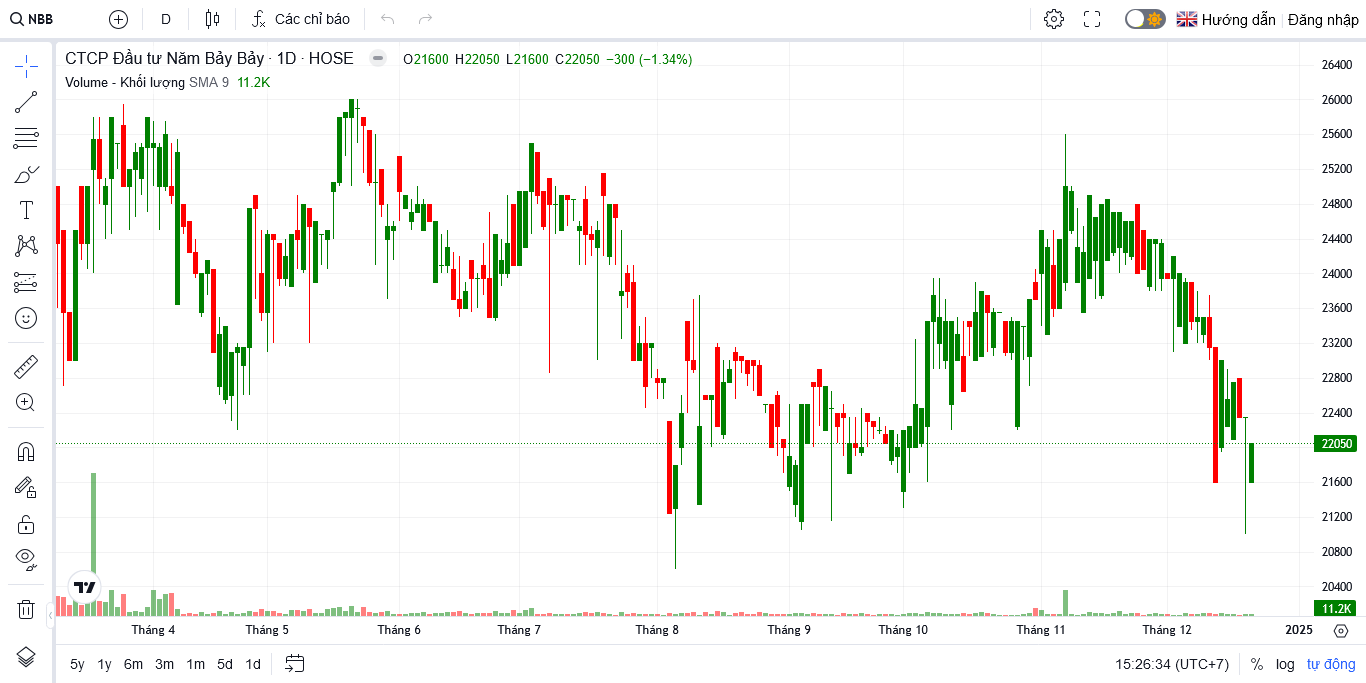 NBB D Các chỉ báo Hướng dẫn Đăng nhập
CTCP Đầu tư Năm Bảy Bảy · 1D · HOSE O21600 H22050 L21600 C22050 −300 (−1.34%)
Volume - Khối lượng SMA 9 11.2K
26400
26000
25600
25200
24800
24400
24000
23600
23200
22800
22400
22050
21600
21200
20800
20400
11.2K
Tháng 4 Tháng 5 Tháng 6 Tháng 7 Tháng 8 Tháng 9 Tháng 10 Tháng 11 Tháng 12 2025
5y 1y 6m 3m 1m 5d 1d 15:26:34 (UTC+7) % log tự động